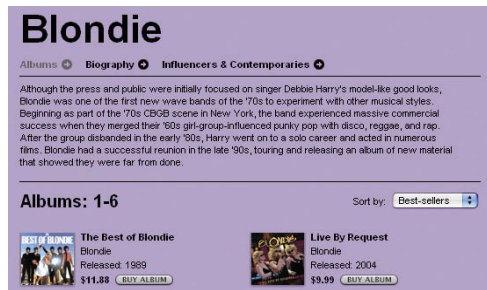 Blondie
Albums Biography Influencers & Contemporaries
Although the press and public were initially focused on singer Debbie Harry's model-like good looks,
Blondie was one of the first new wave bands of the '70s to experiment with other musical styles.
Beginning as part of the '70s CBGB scene in New York, the band experienced massive commercial
success when they merged their '60s girl-group-influenced punky pop with disco, reggae, and rap.
After the group disbanded in the early '80s, Harry went on to a solo career and acted in numerous
films. Blondie had a successful reunion in the late '90s, touring and releasing an album of new material
that showed they were far from done.
Albums: 1-6
Sort by: Best-sellers
BEST OF BLONDIE
The Best of Blondie
Blondie
Released: 1989
$11.88 BUY ALBUM
BLONDIE
Live By Request
Blondie
Released: 2004
$9.99 BUY ALBUM